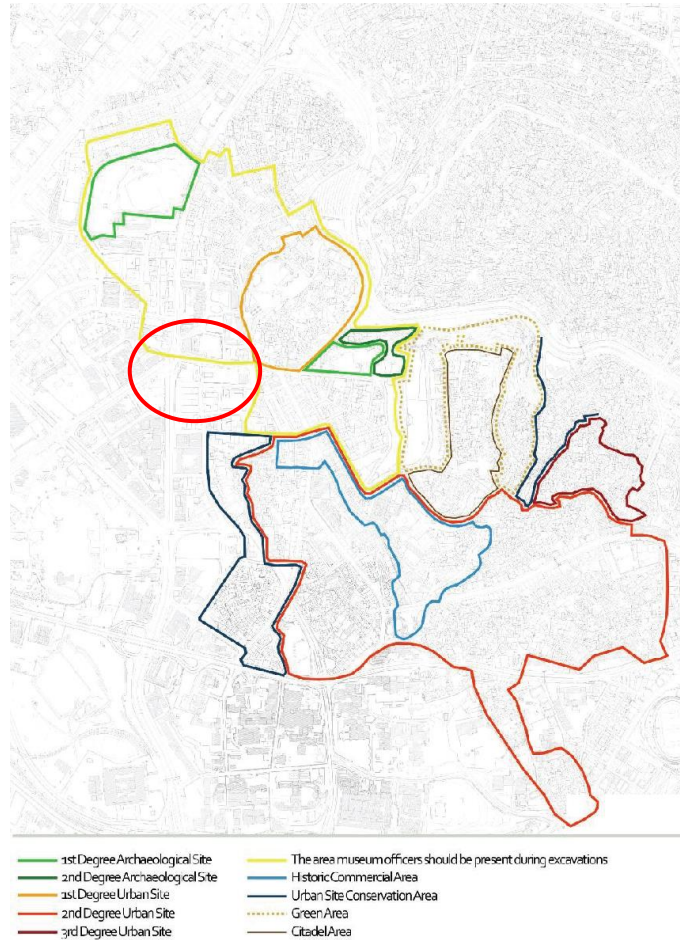 1st Degree Archaeological Site
2nd Degree Archaeological Site
1st Degree Urban Site
2nd Degree Urban Site
3rd Degree Urban Site
The area museum officers should be present during excavations
Historic Commercial Area
Urban Site Conservation Area
Green Area
Citadel Area